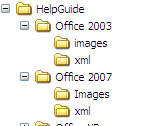 HelpGuide
Office 2003
images
xml
Office 2007
Images
xml